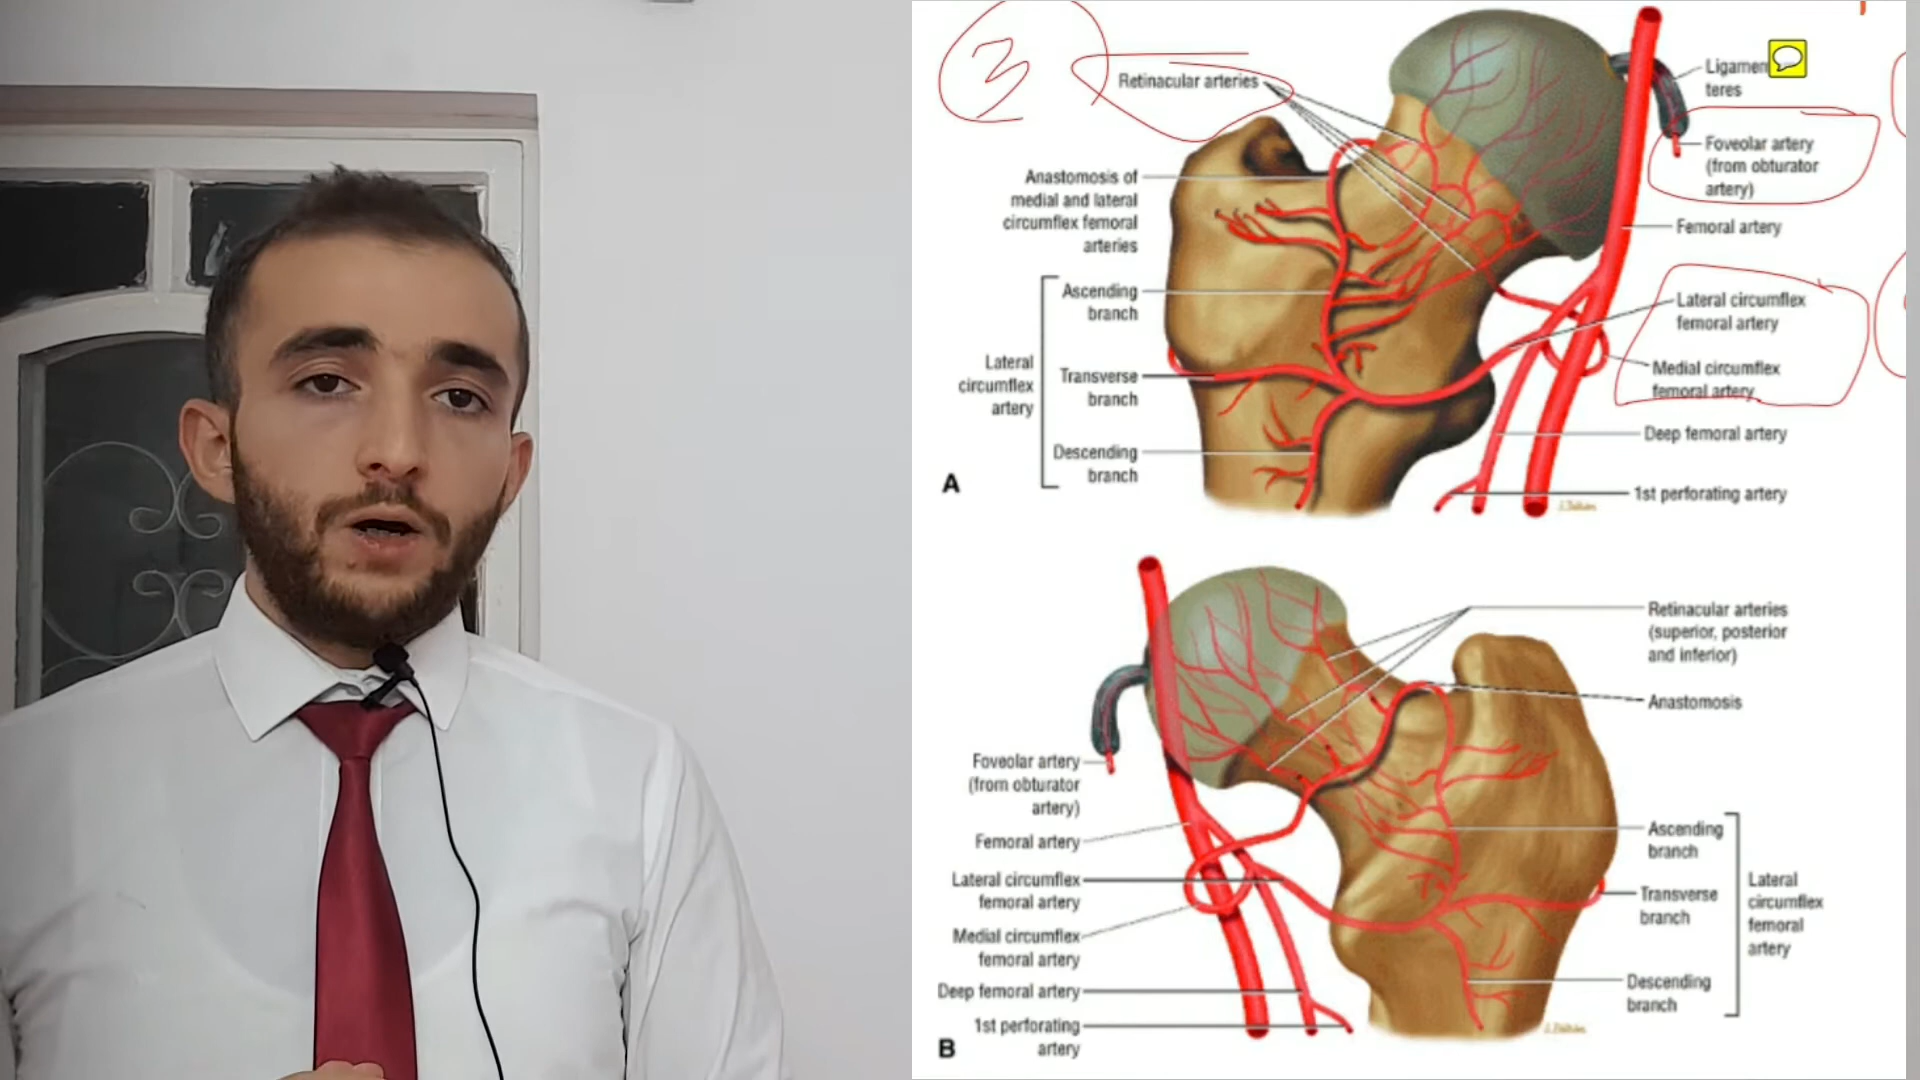 3
Retinacular arteries
Ligamen
teres
Foveolar artery
(from obturator
artery)
Anastomosis of
medial and lateral
circumflex femoral
arteries
Femoral artery
Ascending
branch
Lateral circumflex
femoral artery
Lateral
circumflex
artery
Transverse
branch
Medial circumflex
femoral artery
Deep femoral artery
Descending
branch
1st perforating artery
A
Retinacular arteries
(superior, posterior
and inferior)
Anastomosis
Foveolar artery
(from obturator
artery)
Femoral artery
Ascending
branch
Lateral circumflex
femoral artery
Transverse
branch
Lateral
circumflex
femoral
artery
Medial circumflex
femoral artery
Deep femoral artery
Descending
branch
1st perforating
artery
B